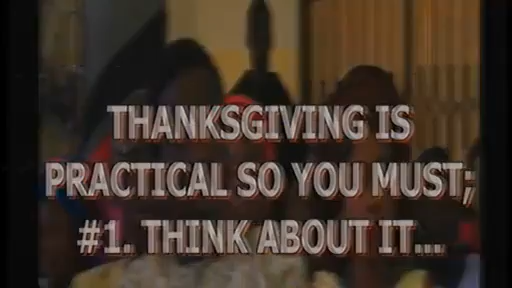 THANKSGIVING IS
PRACTICAL SO YOU MUST;
#1. THINK ABOUT IT...